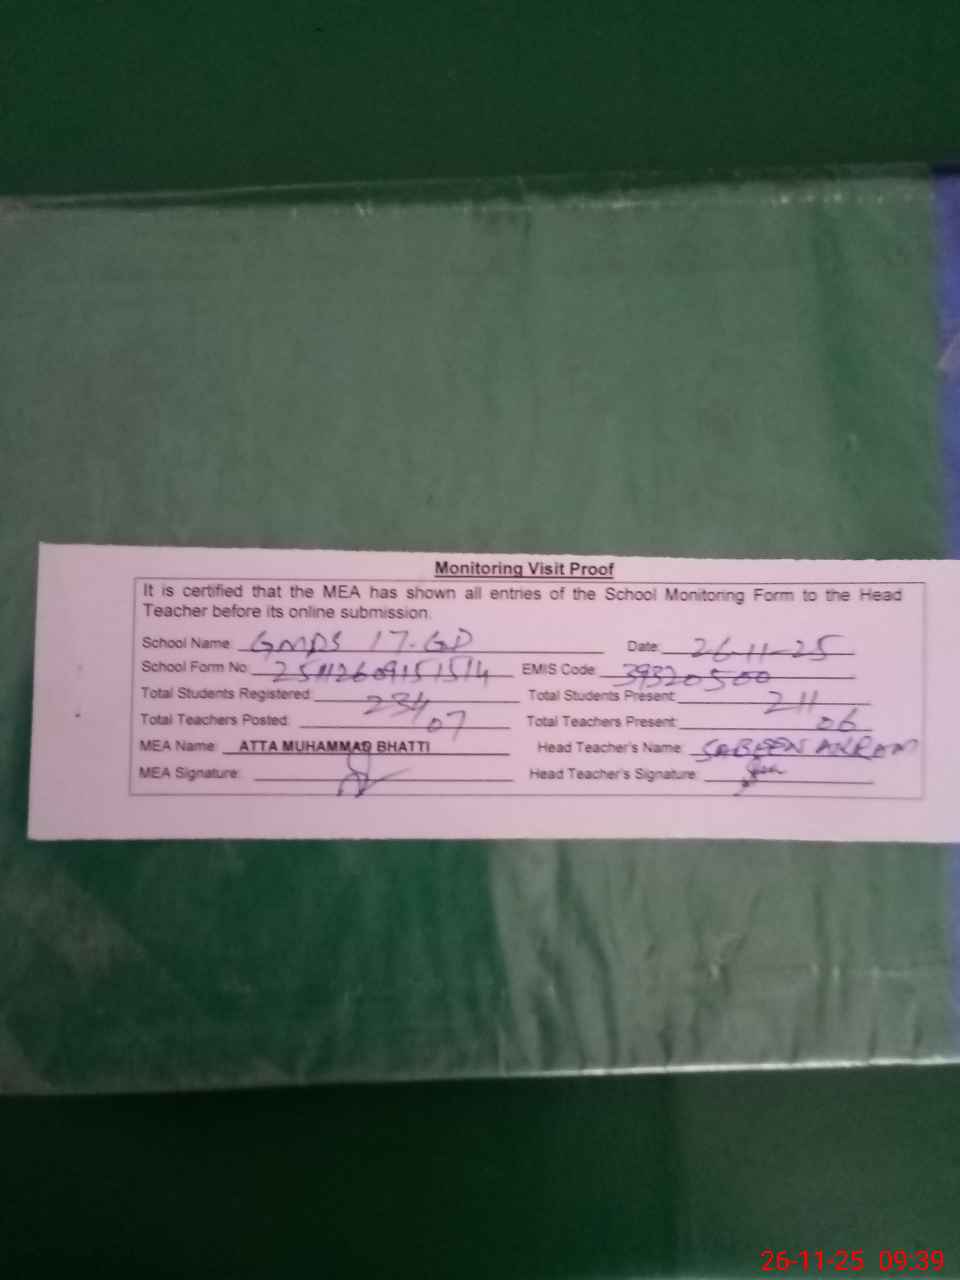 Monitoring Visit Proof
It is certified that the MEA has shown all entries of the School Monitoring Form to the Head
Teacher before its online submission.
School Name: GMPS 17-GD Date: 26-11-25
School Form No: 25112609151514 EMIS Code: 39320500
Total Students Registered: 234 Total Students Present: 211
Total Teachers Posted: 07 Total Teachers Present: 06
MEA Name: ATTA MUHAMMAD BHATTI Head Teacher's Name: SABEEN AKRAM
MEA Signature: Head Teacher's Signature:
26-11-25 09:39